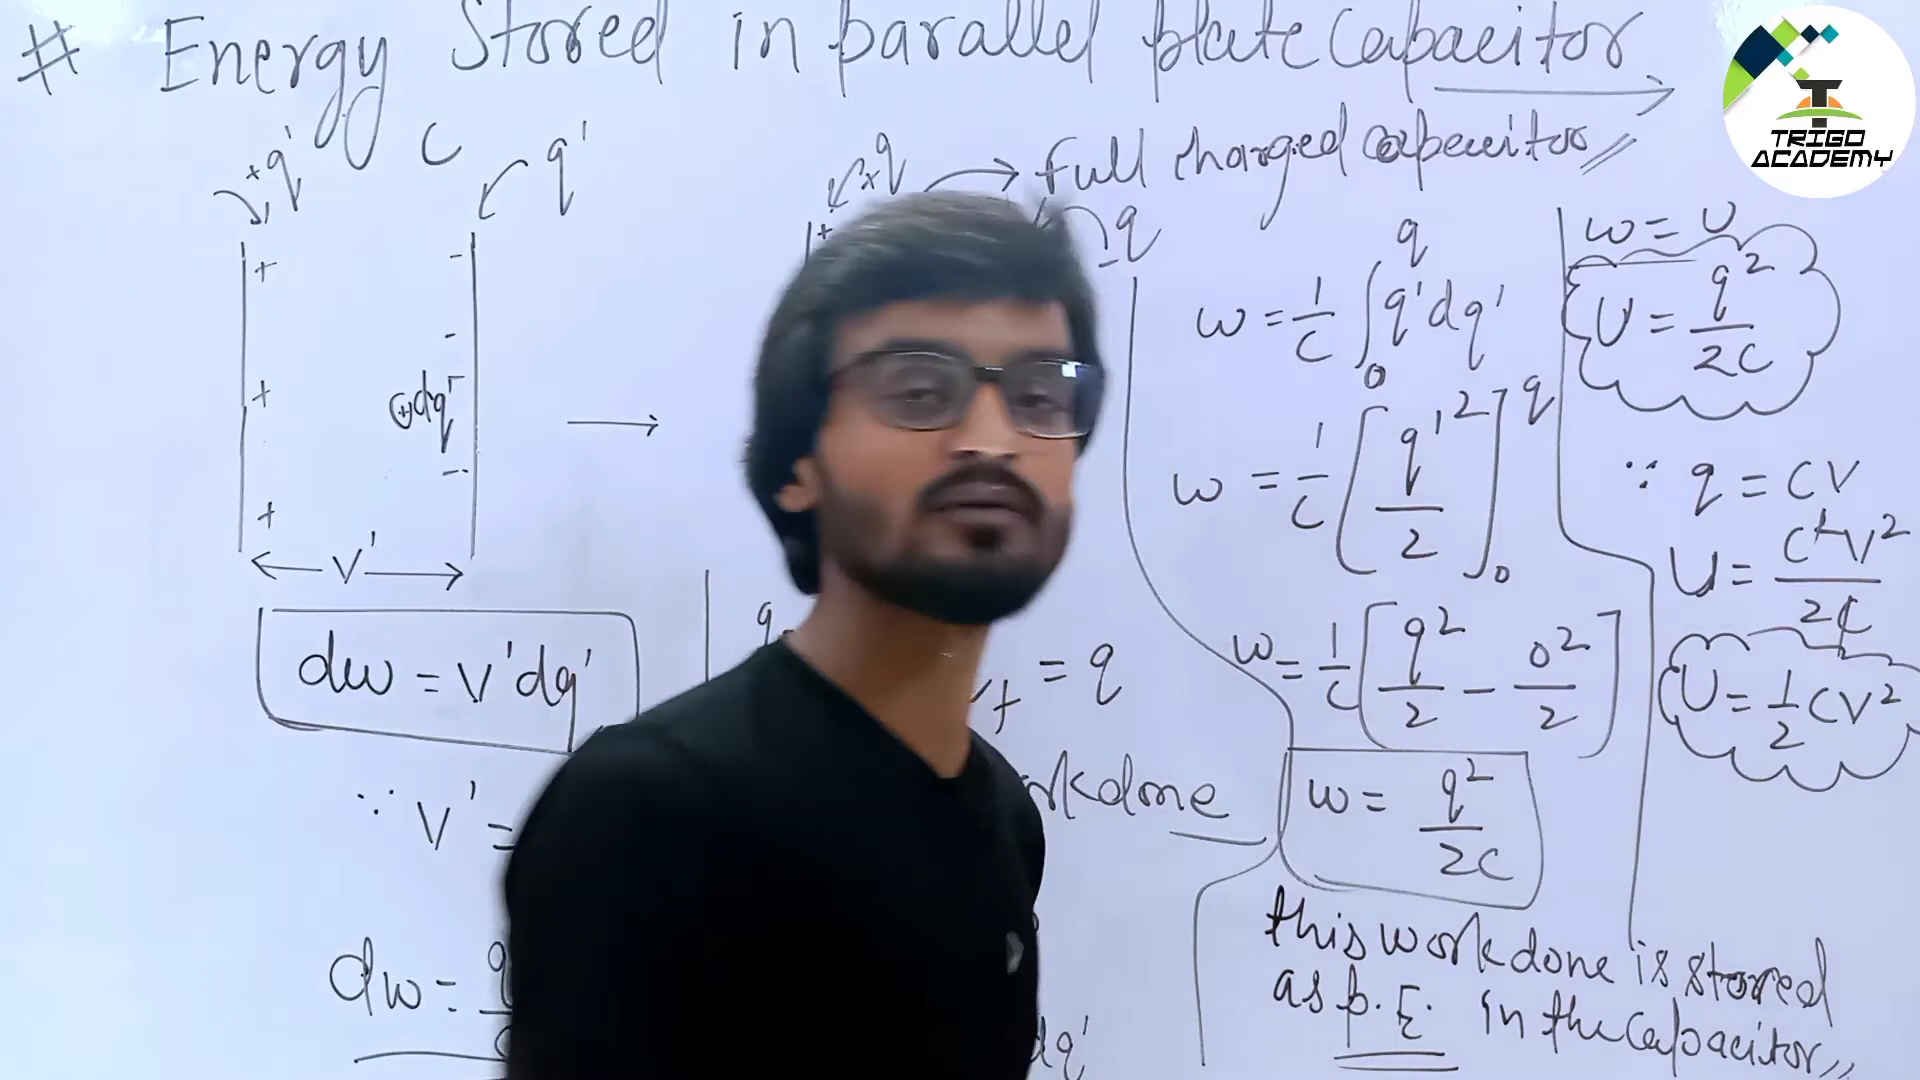 # Energy Stored in parallel plate Capacitor
TRIGO
ACADEMY
+q' C q'
+q → Full charged capacitor
-q
+ -
-
+ dq'
-
+
V'
dw = V'dq'
∵ V' =
dw =
= q
dq'
w = 1/C ∫₀^q q'dq'
w = 1/C [q'²/2]₀^q
w = 1/C [q²/2 - 0²/2]
w = q²/2C
this workdone is stored
as p.E. in the capacitor
w = U
U = q²/2C
∵ q = CV
U = C²V²/2C
U = 1/2 CV²